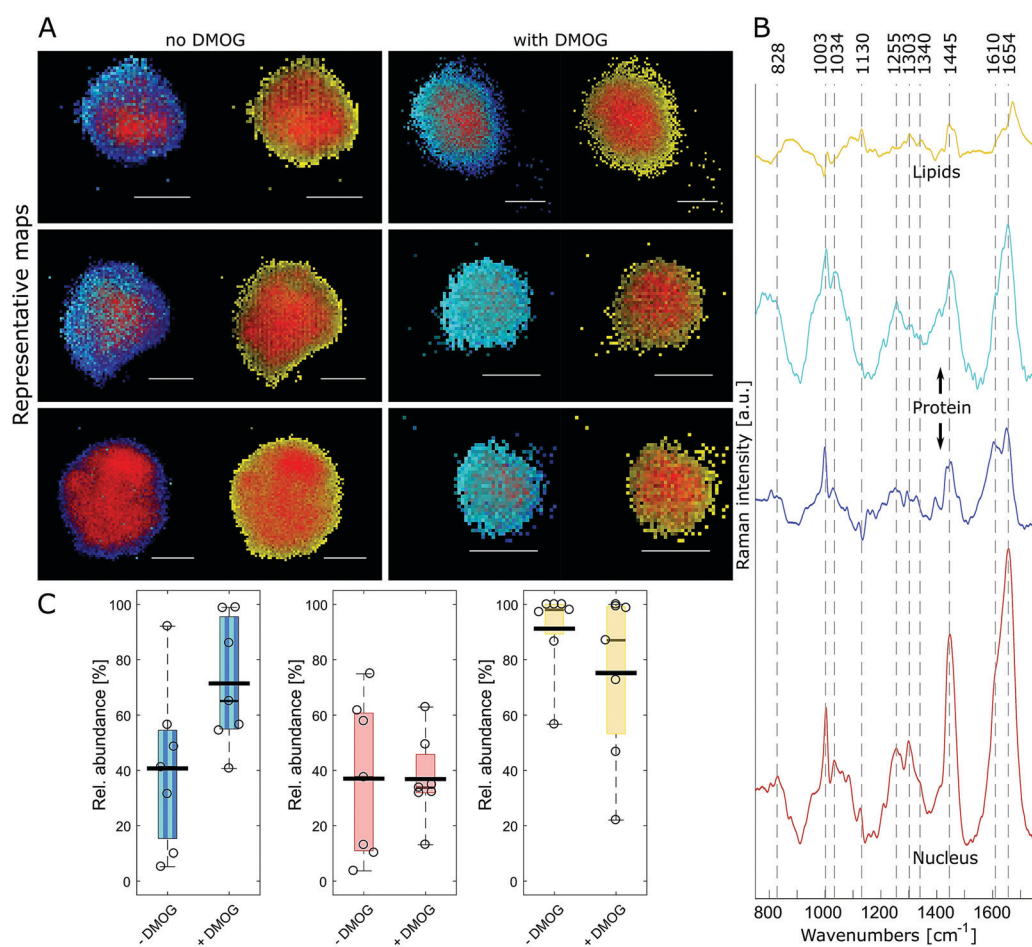 A
no DMOG
with DMOG
Representative maps
B
828
1003
1034
1130
1255
1303
1340
1445
1610
1654
Lipids
Protein
Nucleus
Raman intensity [a.u.]
800 1000 1200 1400 1600
Wavenumbers [cm⁻¹]
C
Rel. abundance [%]
100
80
60
40
20
0
- DMOG
+ DMOG
Rel. abundance [%]
100
80
60
40
20
0
- DMOG
+ DMOG
Rel. abundance [%]
100
80
60
40
20
0
- DMOG
+ DMOG